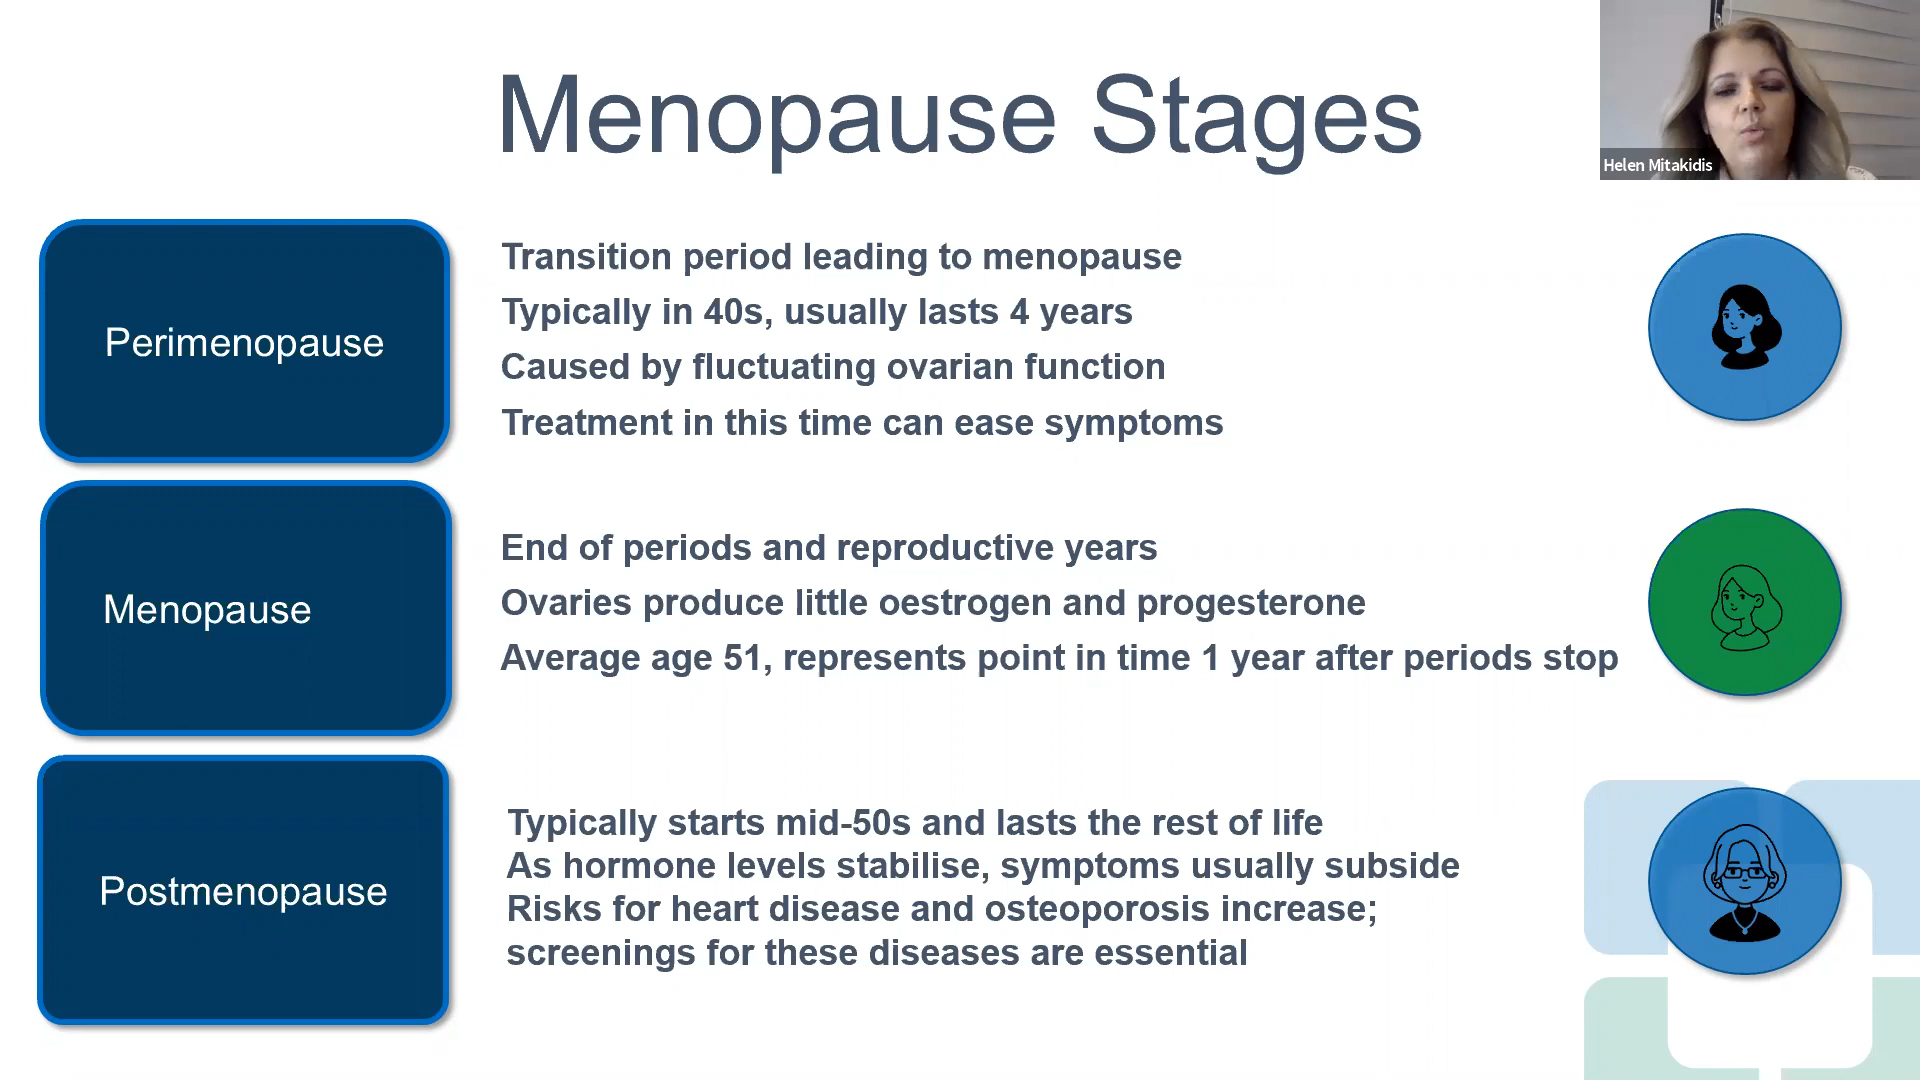 Menopause Stages
Helen Mitakidis
Perimenopause
Transition period leading to menopause
Typically in 40s, usually lasts 4 years
Caused by fluctuating ovarian function
Treatment in this time can ease symptoms
Menopause
End of periods and reproductive years
Ovaries produce little oestrogen and progesterone
Average age 51, represents point in time 1 year after periods stop
Postmenopause
Typically starts mid-50s and lasts the rest of life
As hormone levels stabilise, symptoms usually subside
Risks for heart disease and osteoporosis increase;
screenings for these diseases are essential